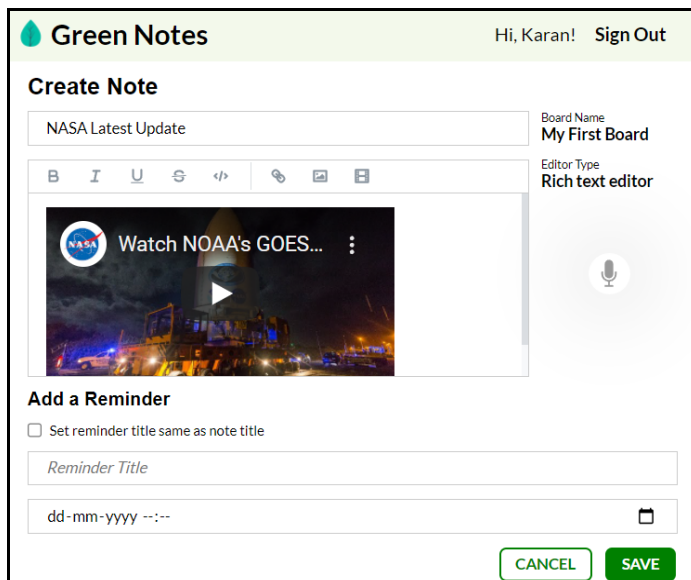 Green Notes
Hi, Karan! Sign Out
Create Note
NASA Latest Update
Board Name
My First Board
B I U S </>
Editor Type
Rich text editor
NASA
Watch NOAA's GOES...
Add a Reminder
Set reminder title same as note title
Reminder Title
dd-mm-yyyy --:--
CANCEL SAVE